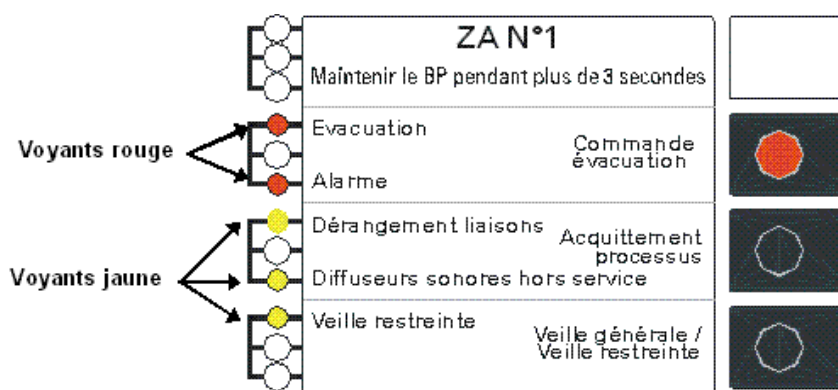 ZA N°1
Maintenir le BP pendant plus de 3 secondes
Evacuation
Voyants rouge
Commande
évacuation
Alarme
Dérangement liaisons
Acquittement
processus
Voyants jaune
Diffuseurs sonores hors service
Veille restreinte
Veille générale /
Veille restreinte